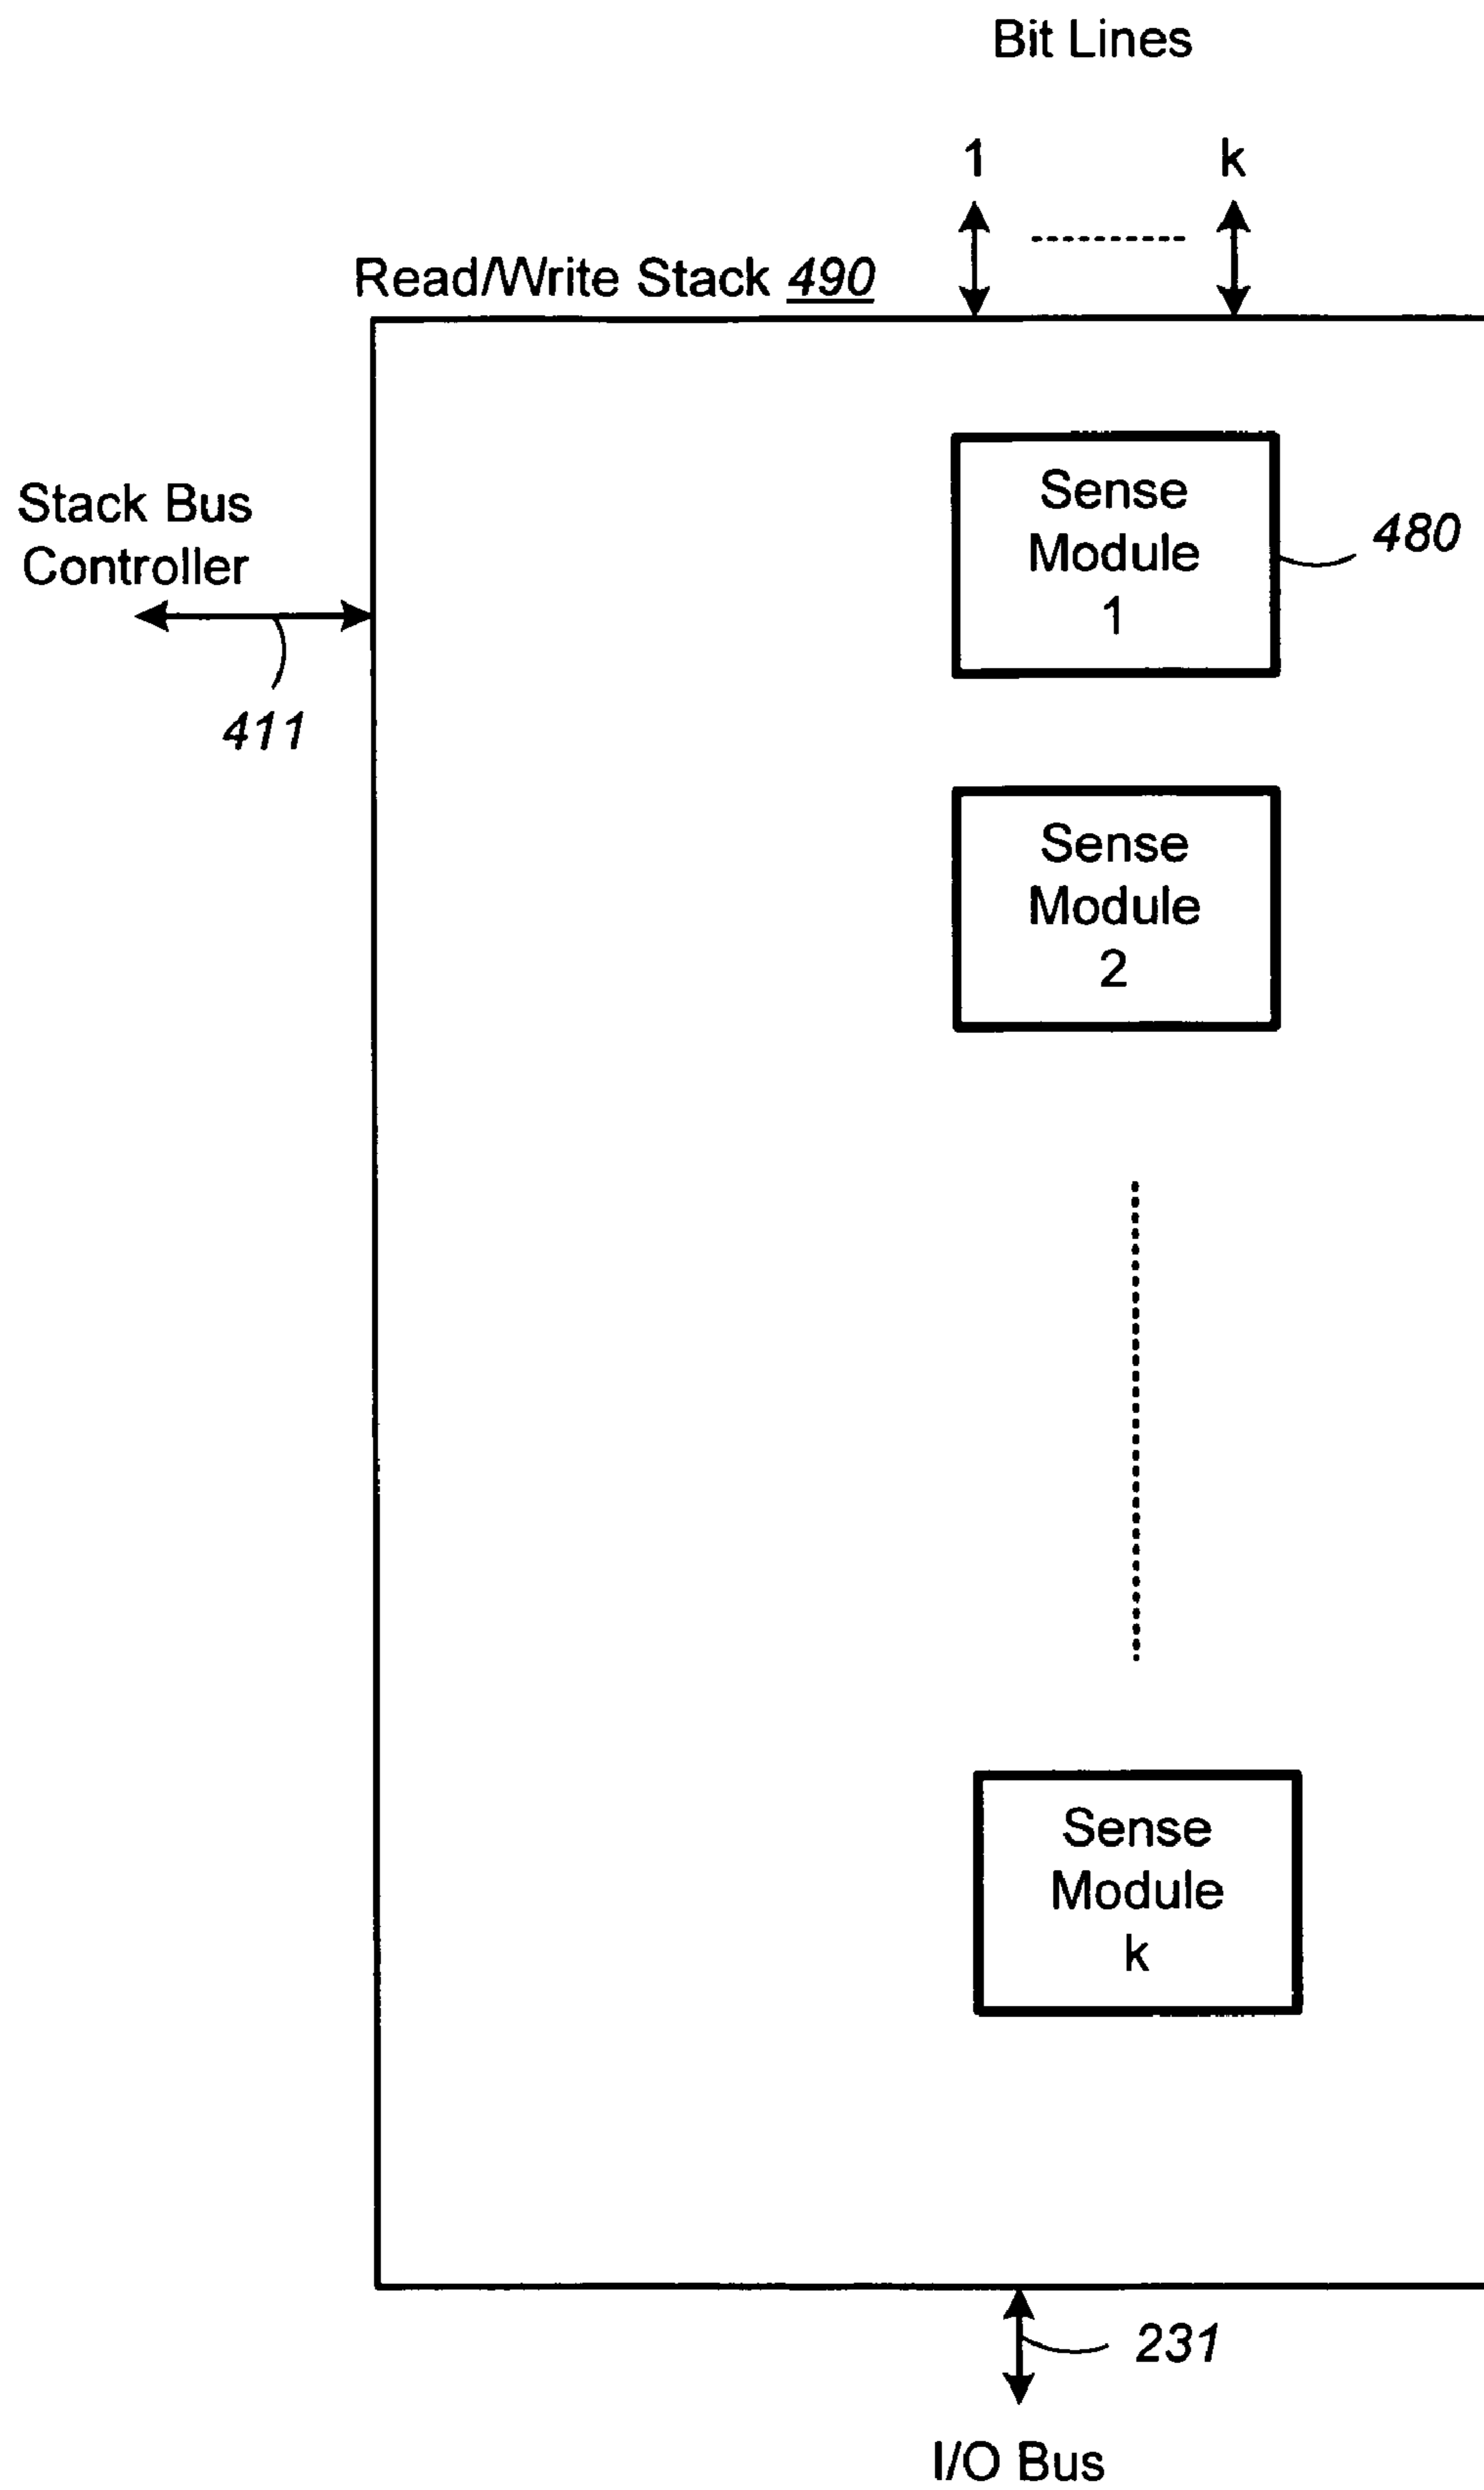 Bit Lines
1
k
Read/Write Stack 490
Stack Bus
Controller
411
Sense
Module
1
480
Sense
Module
2
Sense
Module
k
231
I/O Bus